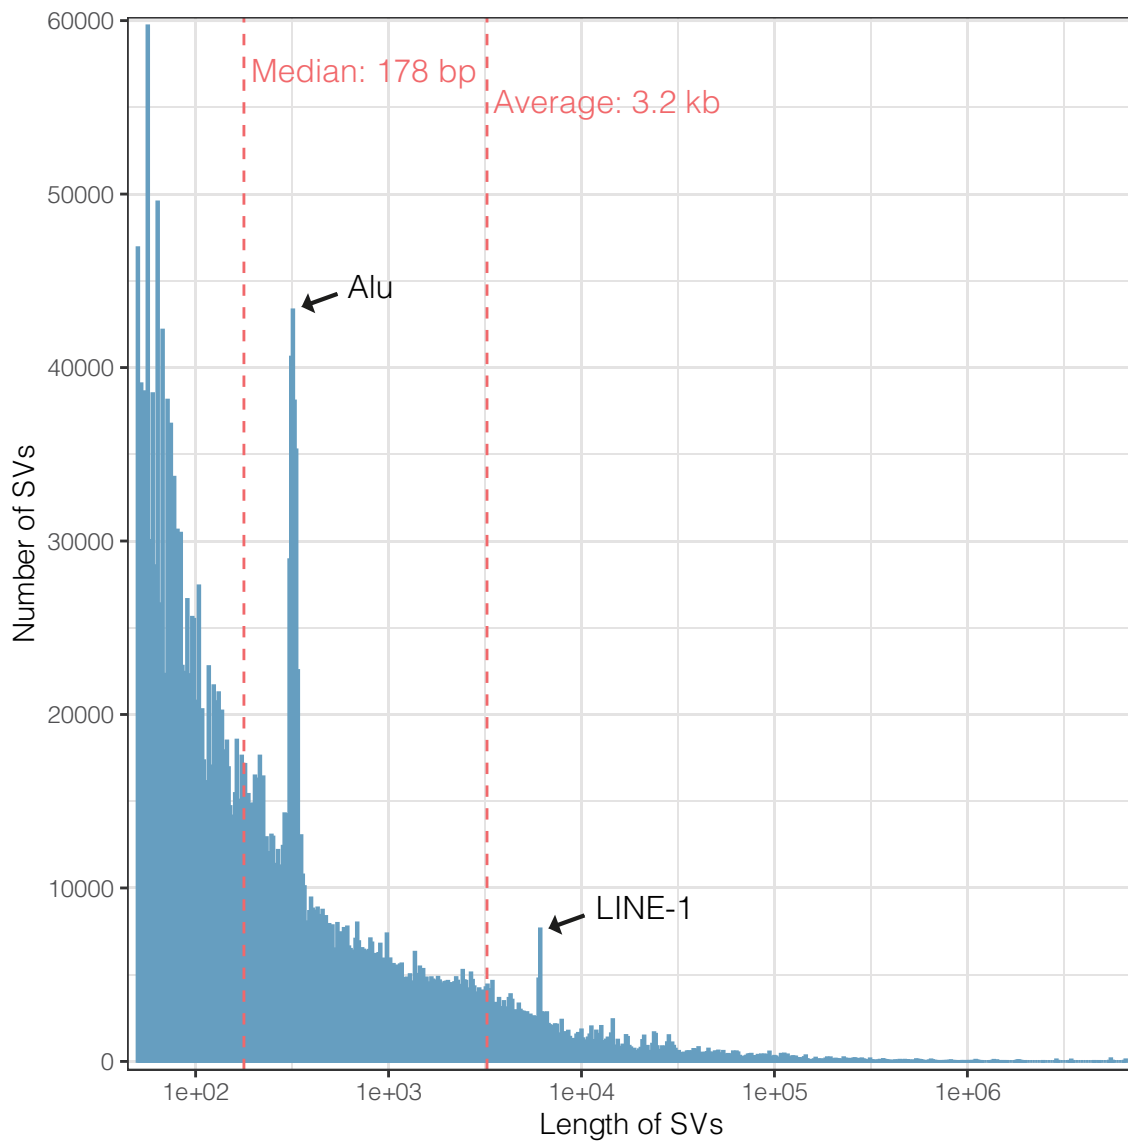 60000
50000
40000
30000
20000
10000
0
Number of SVs
Median: 178 bp
Average: 3.2 kb
Alu
LINE-1
1e+02 1e+03 1e+04 1e+05 1e+06
Length of SVs